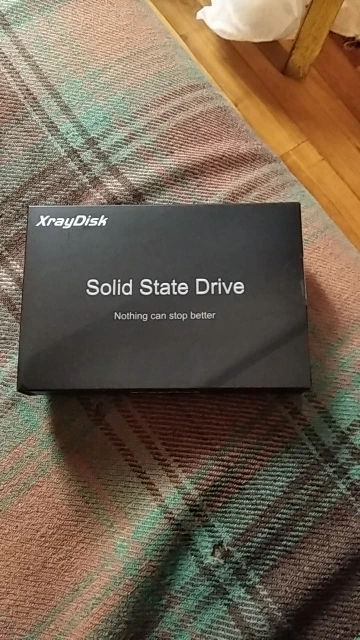 XrayDisk
Solid State Drive
Nothing can stop better